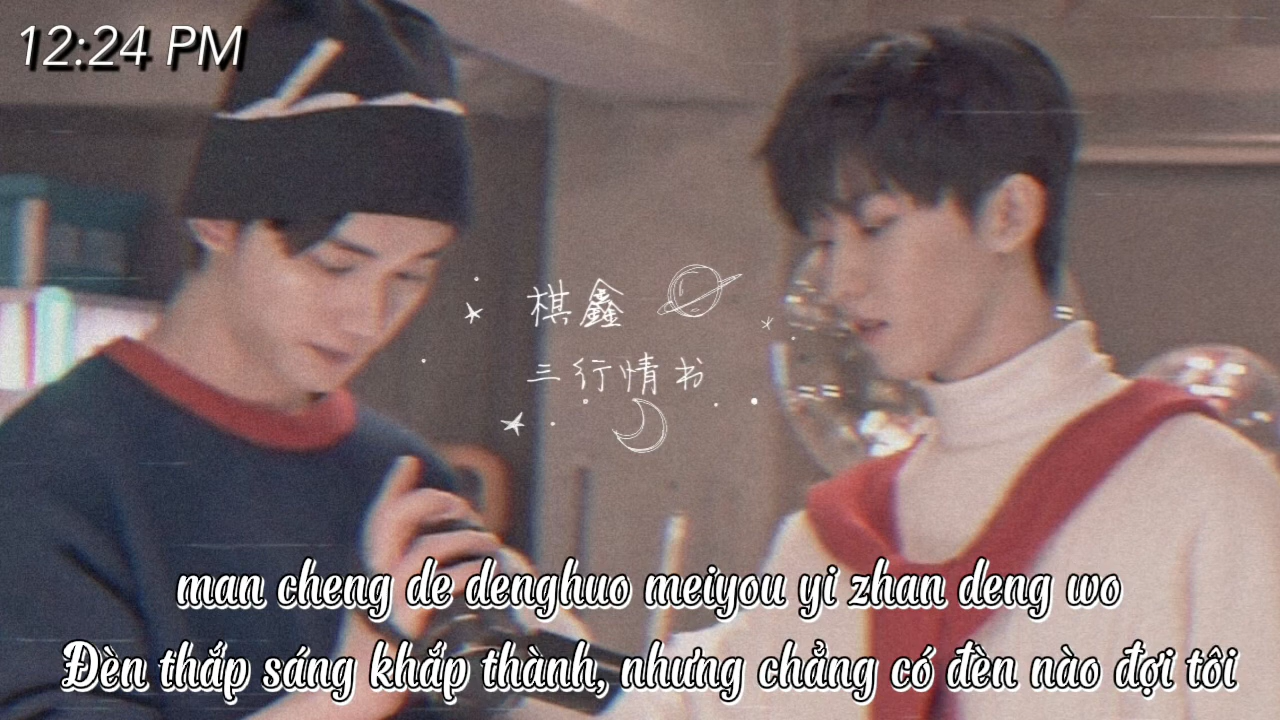 12:24 PM
棋鑫
三行情书
man cheng de denghuo meiyou yi zhan deng wo
Đèn thắp sáng khắp thành, nhưng chẳng có đèn nào đợi tôi